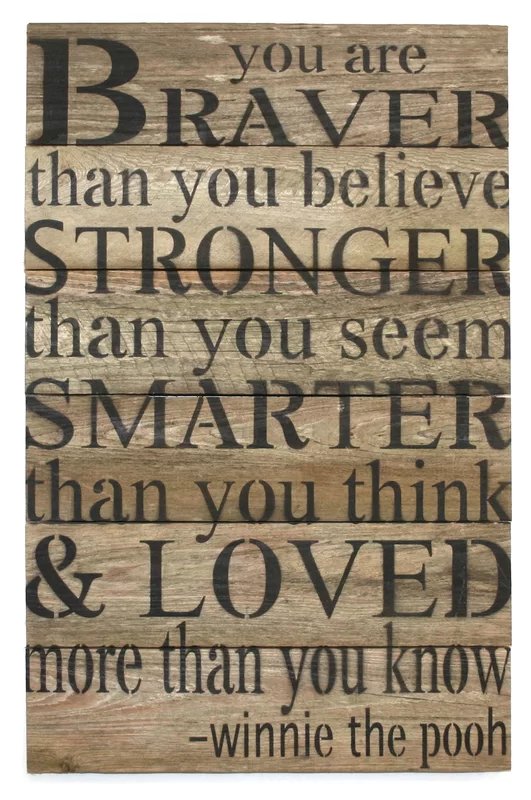 you are
BRAVER
than you believe
STRONGER
than you seem
SMARTER
than you think
& LOVED
more than you know
-winnie the pooh